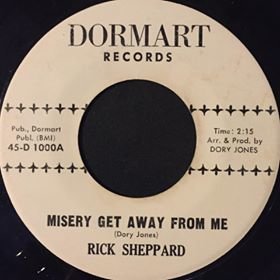 DORMART
RECORDS
Pub., Dormart
Publ. (BMI)
45-D 1000A
Time: 2:15
Arr. & Prod. by
DORY JONES
MISERY GET AWAY FROM ME
(Dory Jones)
RICK SHEPPARD